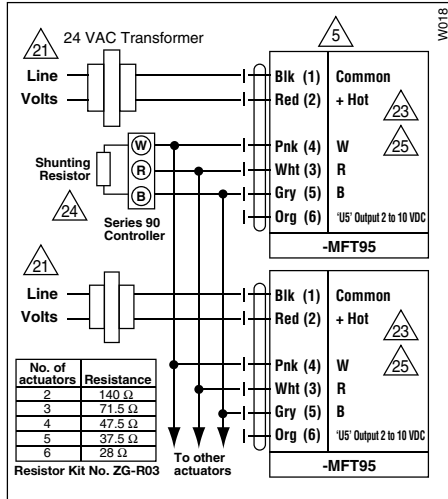 W018
21 24 VAC Transformer
5
Line
Volts
Blk (1) Common
Red (2) + Hot
23
25
Pnk (4) W
Wht (3) R
Gry (5) B
Org (6) 'U5' Output 2 to 10 VDC
-MFT95
W
R
B
Shunting
Resistor
24
Series 90
Controller
21
Line
Volts
Blk (1) Common
Red (2) + Hot
23
25
Pnk (4) W
Wht (3) R
Gry (5) B
Org (6) 'U5' Output 2 to 10 VDC
-MFT95
No. of actuators Resistance
2 140 Ω
3 71.5 Ω
4 47.5 Ω
5 37.5 Ω
6 28 Ω
Resistor Kit No. ZG-R03
To other
actuators